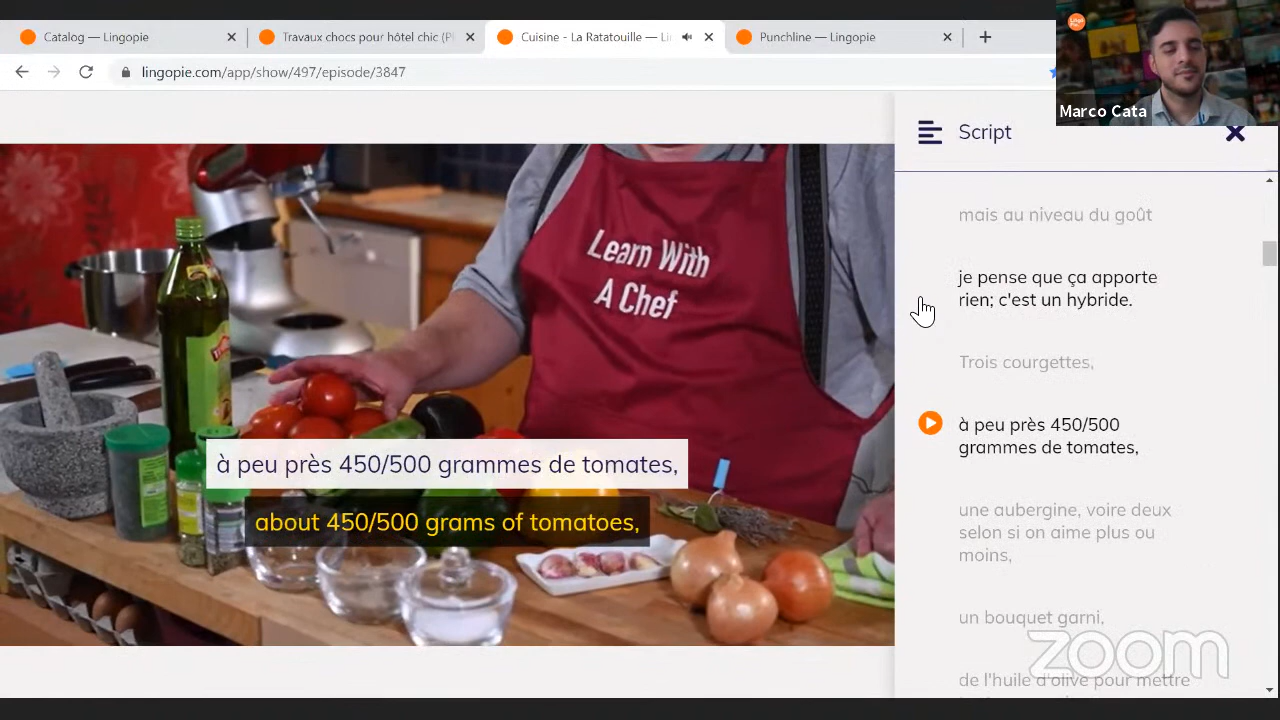 Catalog — Lingopie
Travaux chocs pour hôtel chic (P
Cuisine - La Ratatouille — Li
Punchline — Lingopie
lingopie.com/app/show/497/episode/3847
Marco Cata
Script
mais au niveau du goût
je pense que ça apporte
rien; c'est un hybride.
Trois courgettes,
à peu près 450/500
grammes de tomates,
une aubergine, voire deux
selon si on aime plus ou
moins,
un bouquet garni,
de l'huile d'olive pour mettre
Learn With
A Chef
à peu près 450/500 grammes de tomates,
about 450/500 grams of tomatoes,
zoom